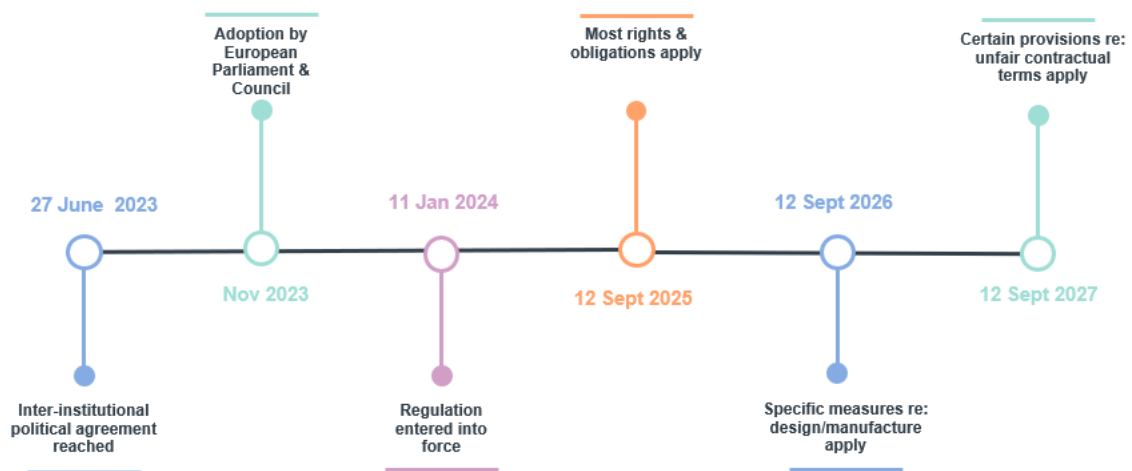 Adoption by
European
Parliament &
Council
Most rights &
obligations apply
Certain provisions re:
unfair contractual
terms apply
27 June 2023
11 Jan 2024
12 Sept 2026
Nov 2023
12 Sept 2025
12 Sept 2027
Inter-institutional
political agreement
reached
Regulation
entered into
force
Specific measures re:
design/manufacture
apply